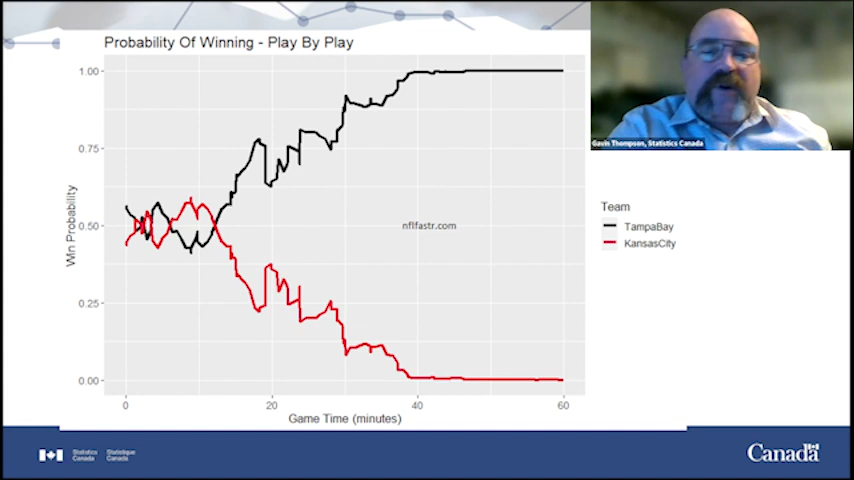 Probability Of Winning - Play By Play
Gavin Thompson, Statistics Canada
1.00
0.75
0.50
0.25
0.00
Win Probability
nflfastr.com
Team
TampaBay
KansasCity
0 20 40 60
Game Time (minutes)
Statistics Statistique
Canada Canada
Canada